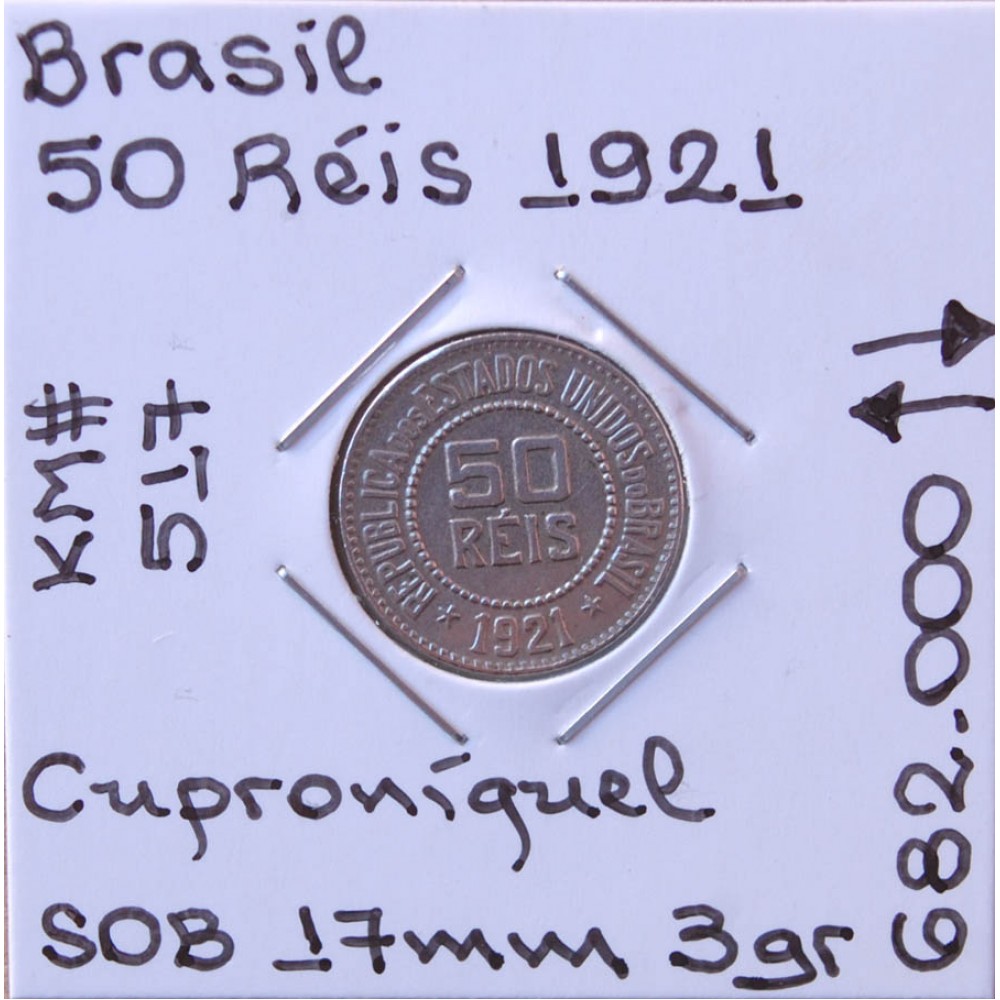 Brasil
50 Réis 1921
KM#
517
REPUBLICA DOS ESTADOS UNIDOS DO BRASIL
50
RÉIS
* 1921 *
682.000
Cuproníquel
SOB 17mm 3gr